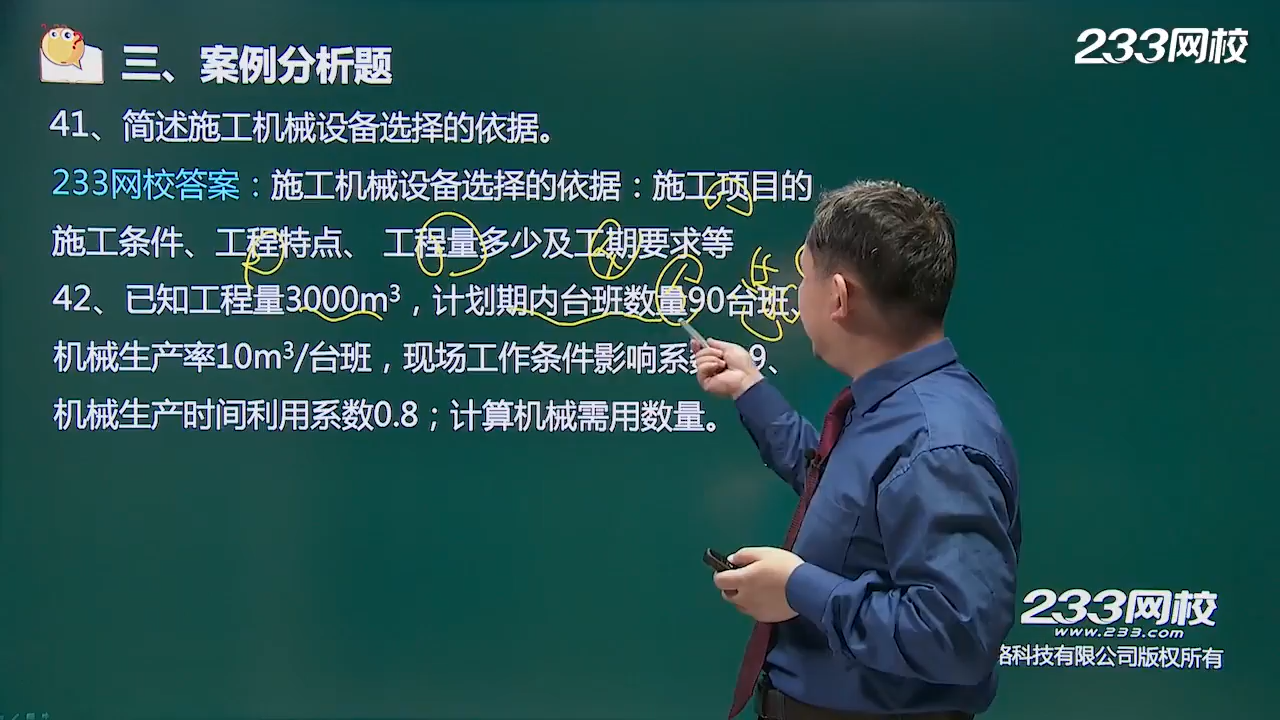 233网校
三、案例分析题
41、简述施工机械设备选择的依据。
233网校答案：施工机械设备选择的依据：施工项目的
施工条件、工程特点、 工程量多少及工期要求等
42、已知工程量3000m³，计划期内台班数量90台班、
机械生产率10m³/台班，现场工作条件影响系 9、
机械生产时间利用系数0.8；计算机械需用数量。
233网校
www.233.com
络科技有限公司版权所有